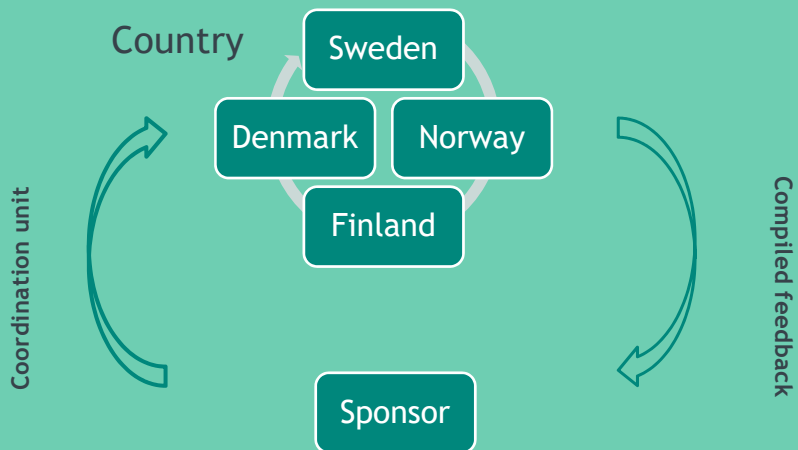 Country
Sweden
Denmark
Norway
Finland
Coordination unit
Compiled feedback
Sponsor